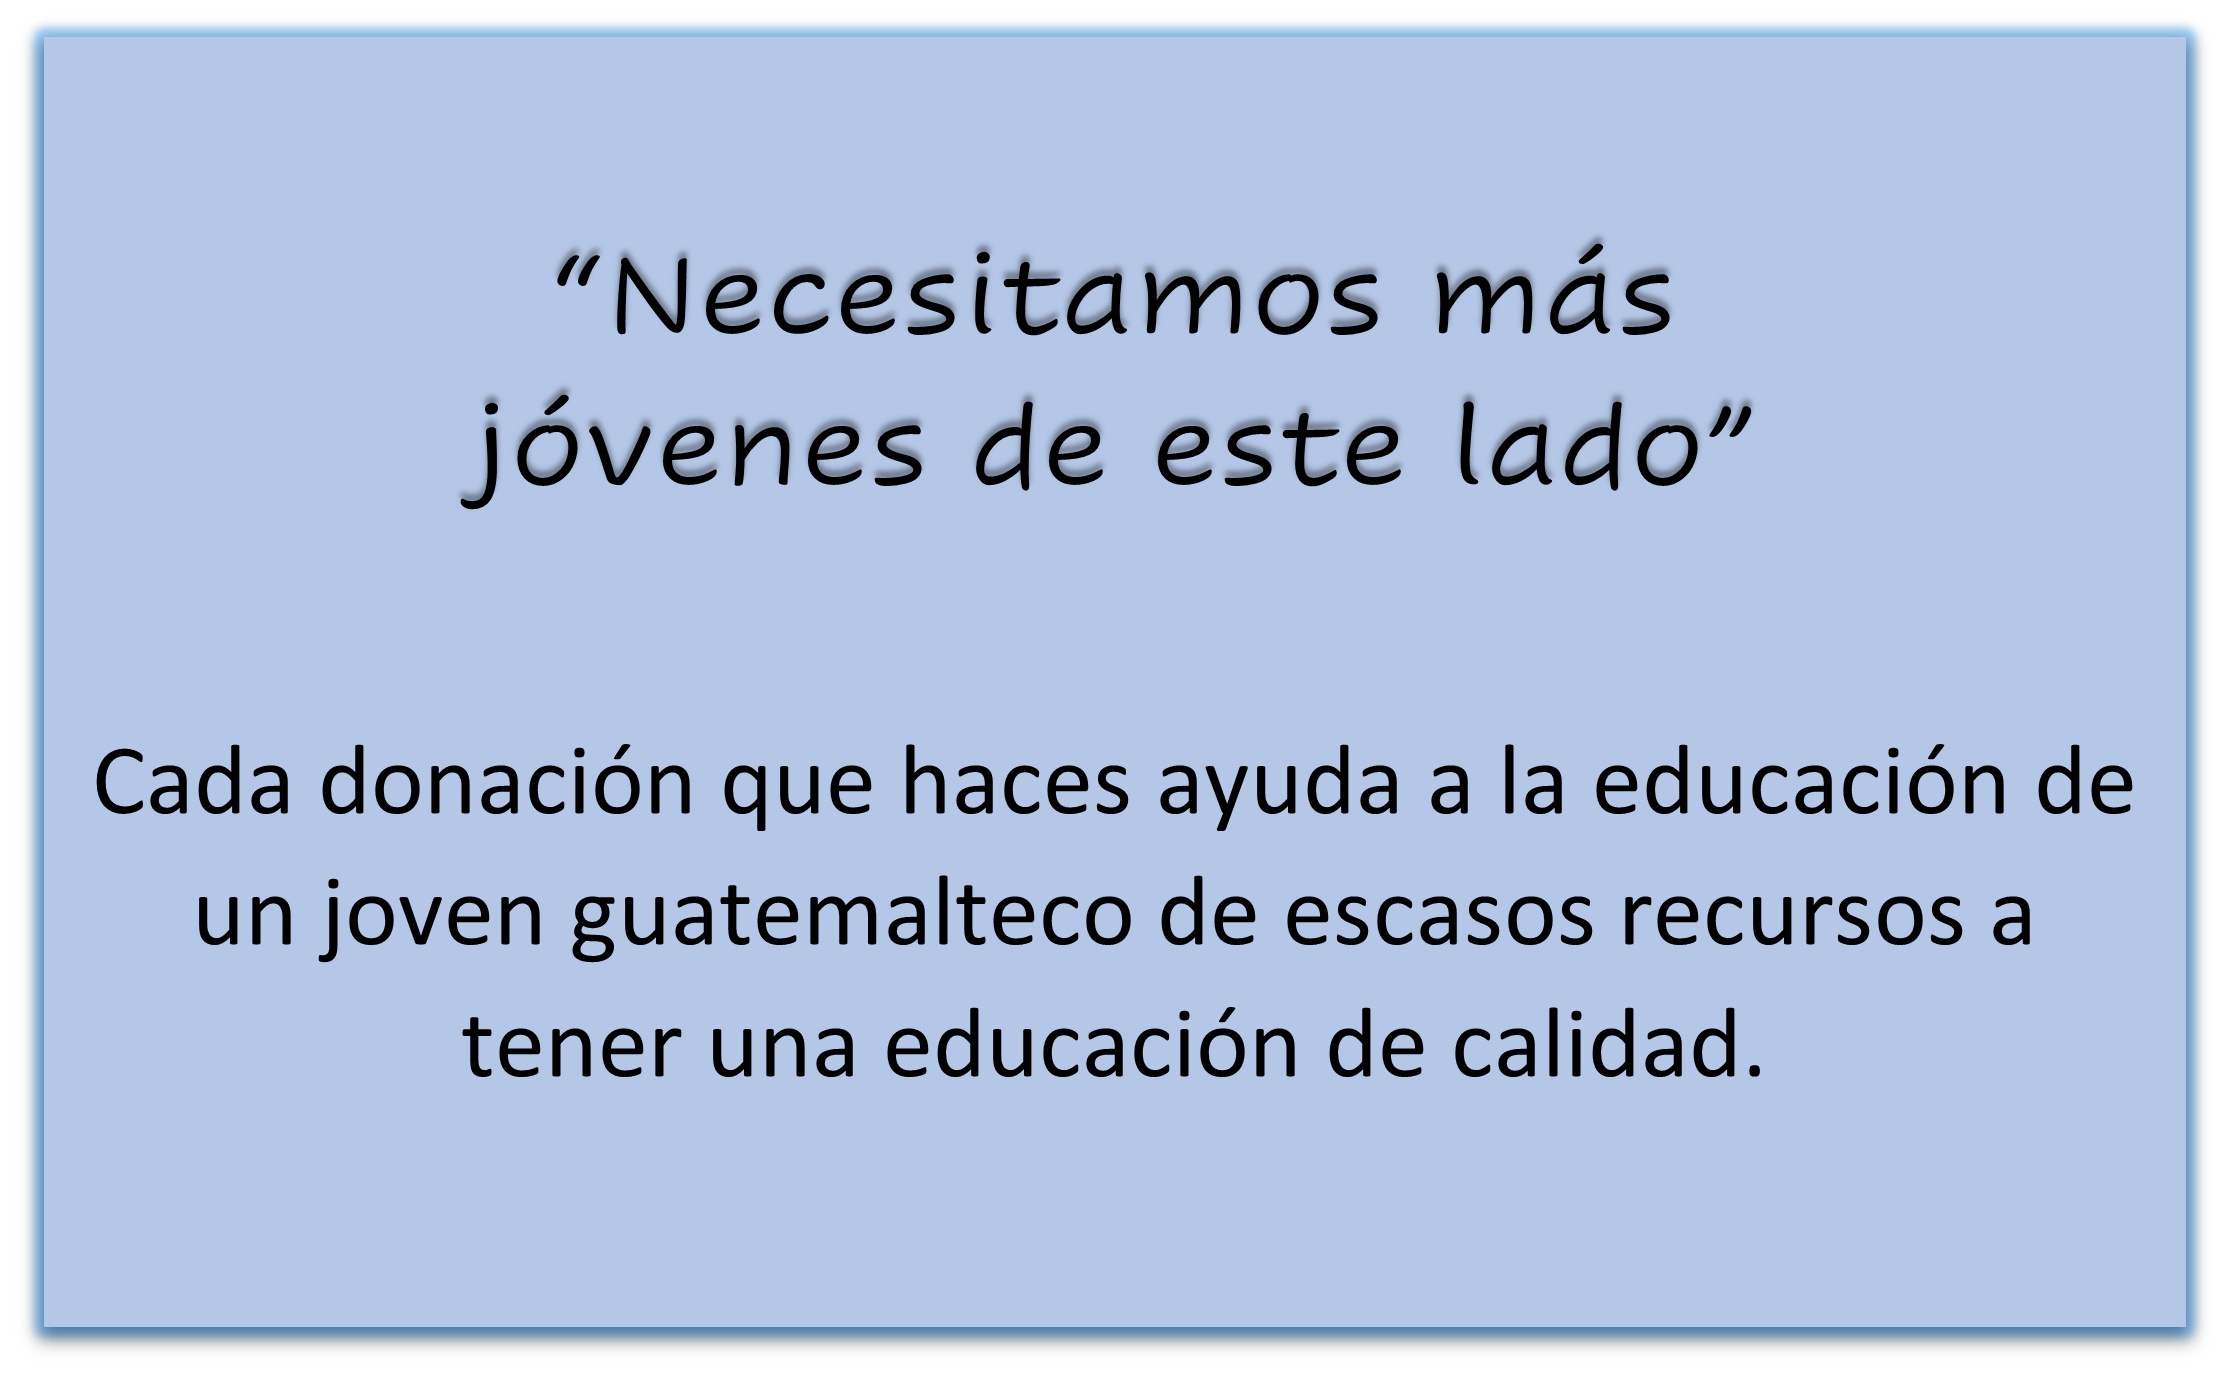 “Necesitamos más
jóvenes de este lado”
Cada donación que haces ayuda a la educación de
un joven guatemalteco de escasos recursos a
tener una educación de calidad.